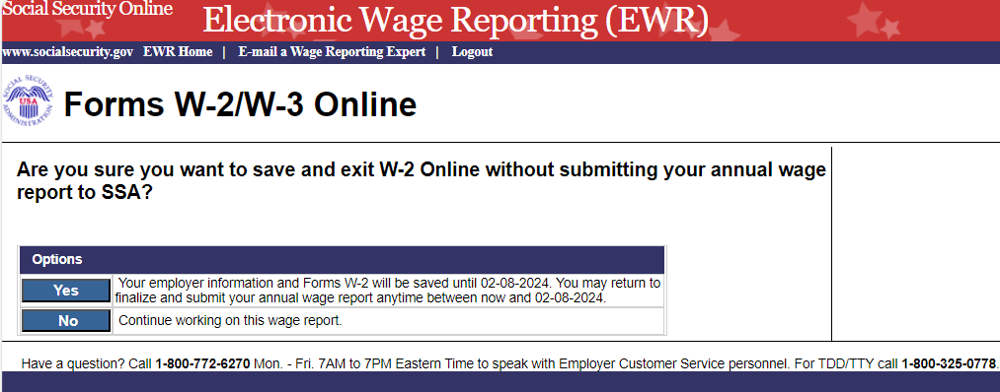 Social Security Online
Electronic Wage Reporting (EWR)
www.socialsecurity.gov EWR Home | E-mail a Wage Reporting Expert | Logout
SOCIAL SECURITY
USA
ADMINISTRATION
Forms W-2/W-3 Online
Are you sure you want to save and exit W-2 Online without submitting your annual wage
report to SSA?
Options
Yes
Your employer information and Forms W-2 will be saved until 02-08-2024. You may return to
finalize and submit your annual wage report anytime between now and 02-08-2024.
No
Continue working on this wage report.
Have a question? Call 1-800-772-6270 Mon. - Fri. 7AM to 7PM Eastern Time to speak with Employer Customer Service personnel. For TDD/TTY call 1-800-325-0778.